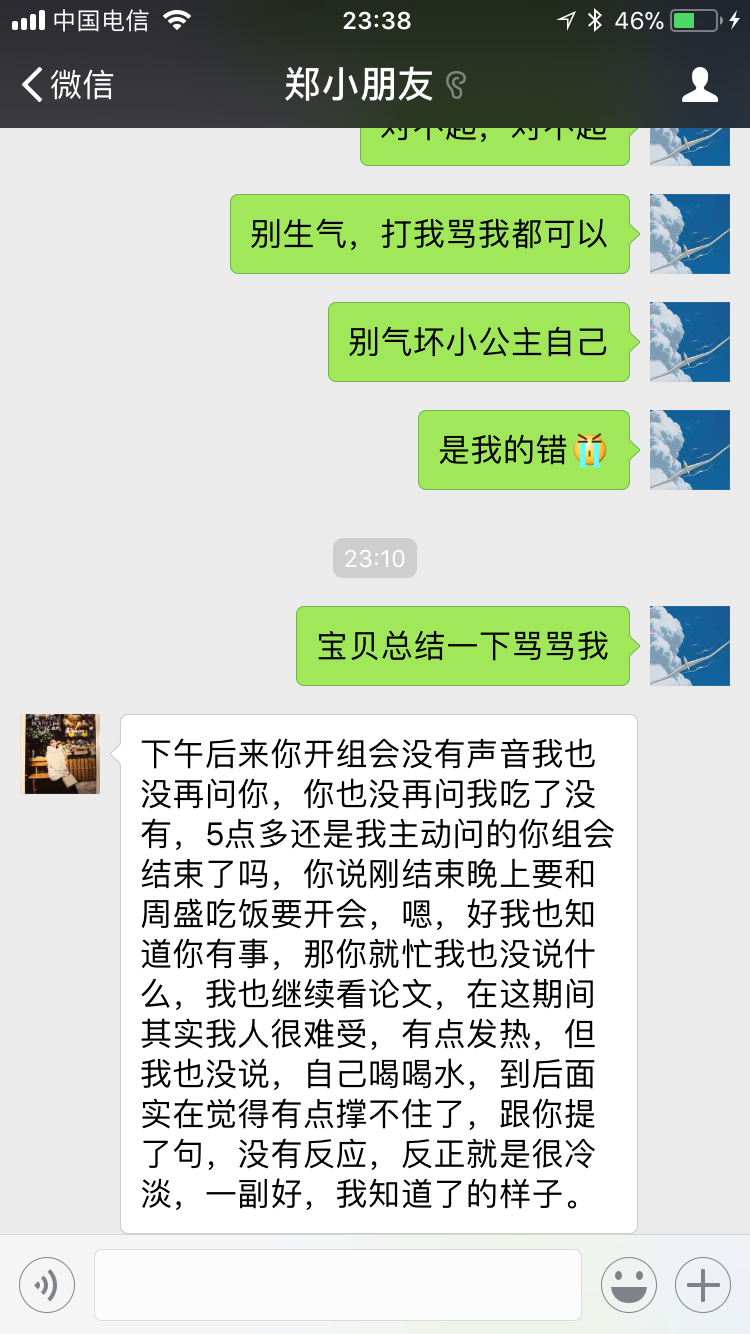 中国电信
23:38
46%
微信
郑小朋友
对不起，对不起
别生气，打我骂我都可以
别气坏小公主自己
是我的错😭
23:10
宝贝总结一下骂骂我
下午后来你开组会没有声音我也
没再问你，你也没再问我吃了没
有，5点多还是我主动问的你组会
结束了吗，你说刚结束晚上要和
周盛吃饭要开会，嗯，好我也知
道你有事，那你就忙我也没说什
么，我也继续看论文，在这期间
其实我人很难受，有点发热，但
我也没说，自己喝喝水，到后面
实在觉得有点撑不住了，跟你提
了句，没有反应，反正就是很冷
淡，一副好，我知道了的样子。